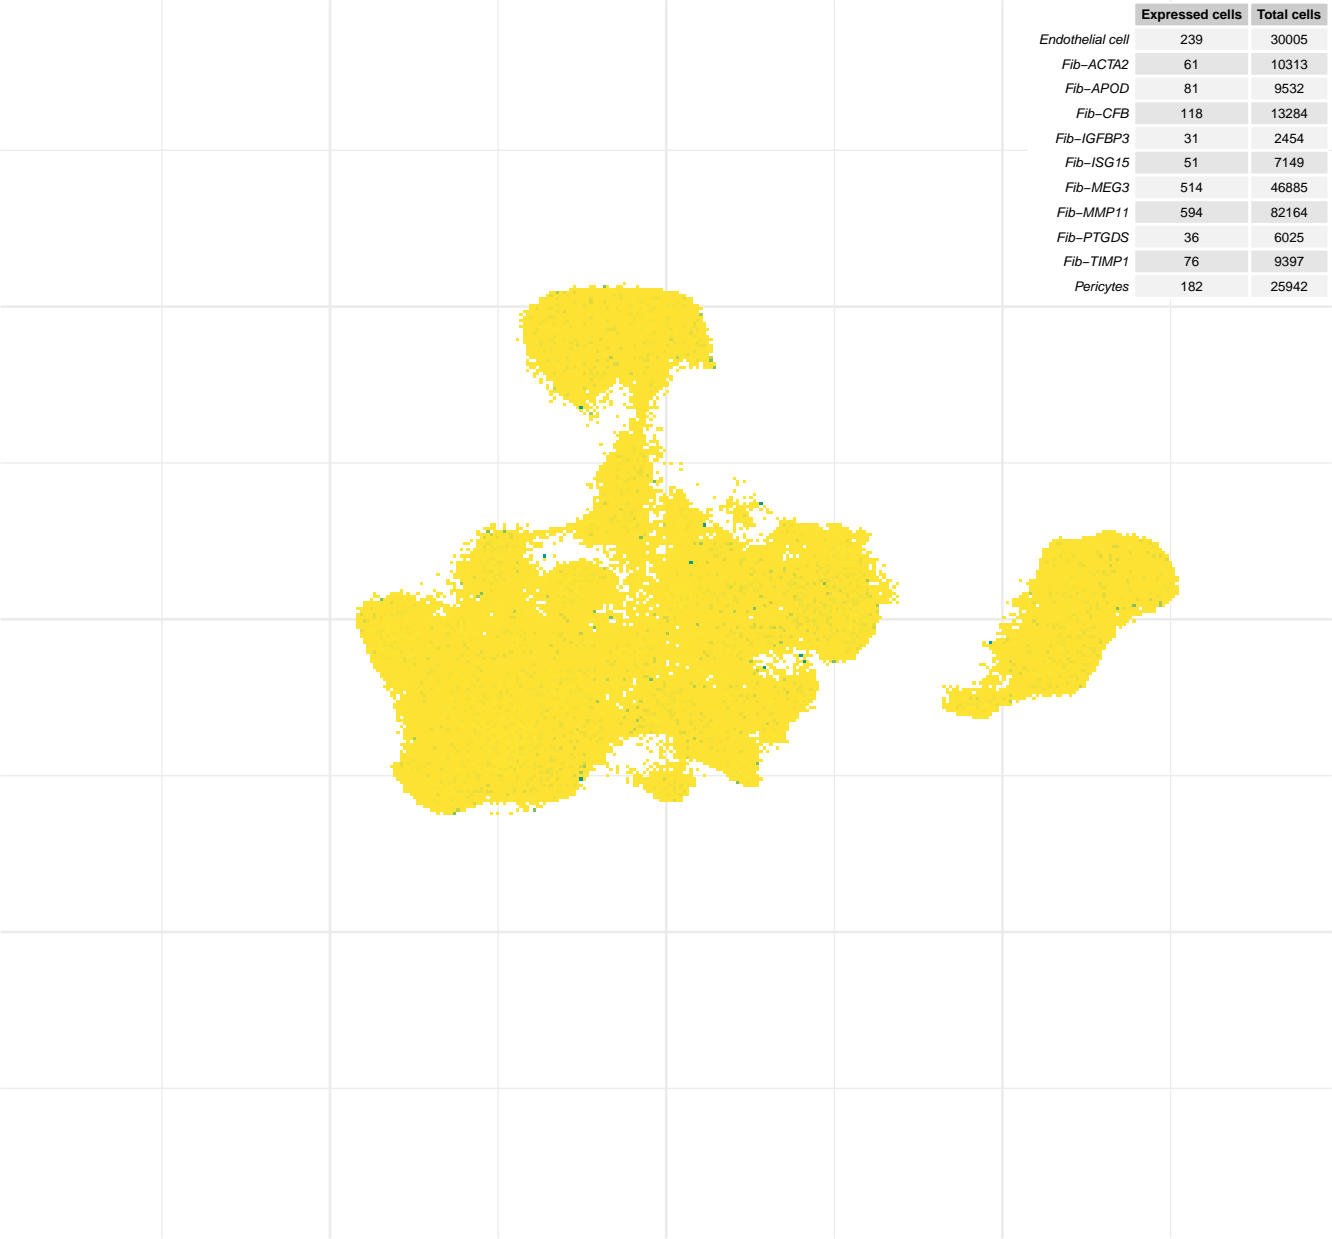 Expressed cells Total cells
Endothelial cell 239 30005
Fib−ACTA2 61 10313
Fib−APOD 81 9532
Fib−CFB 118 13284
Fib−IGFBP3 31 2454
Fib−ISG15 51 7149
Fib−MEG3 514 46885
Fib−MMP11 594 82164
Fib−PTGDS 36 6025
Fib−TIMP1 76 9397
Pericytes 182 25942